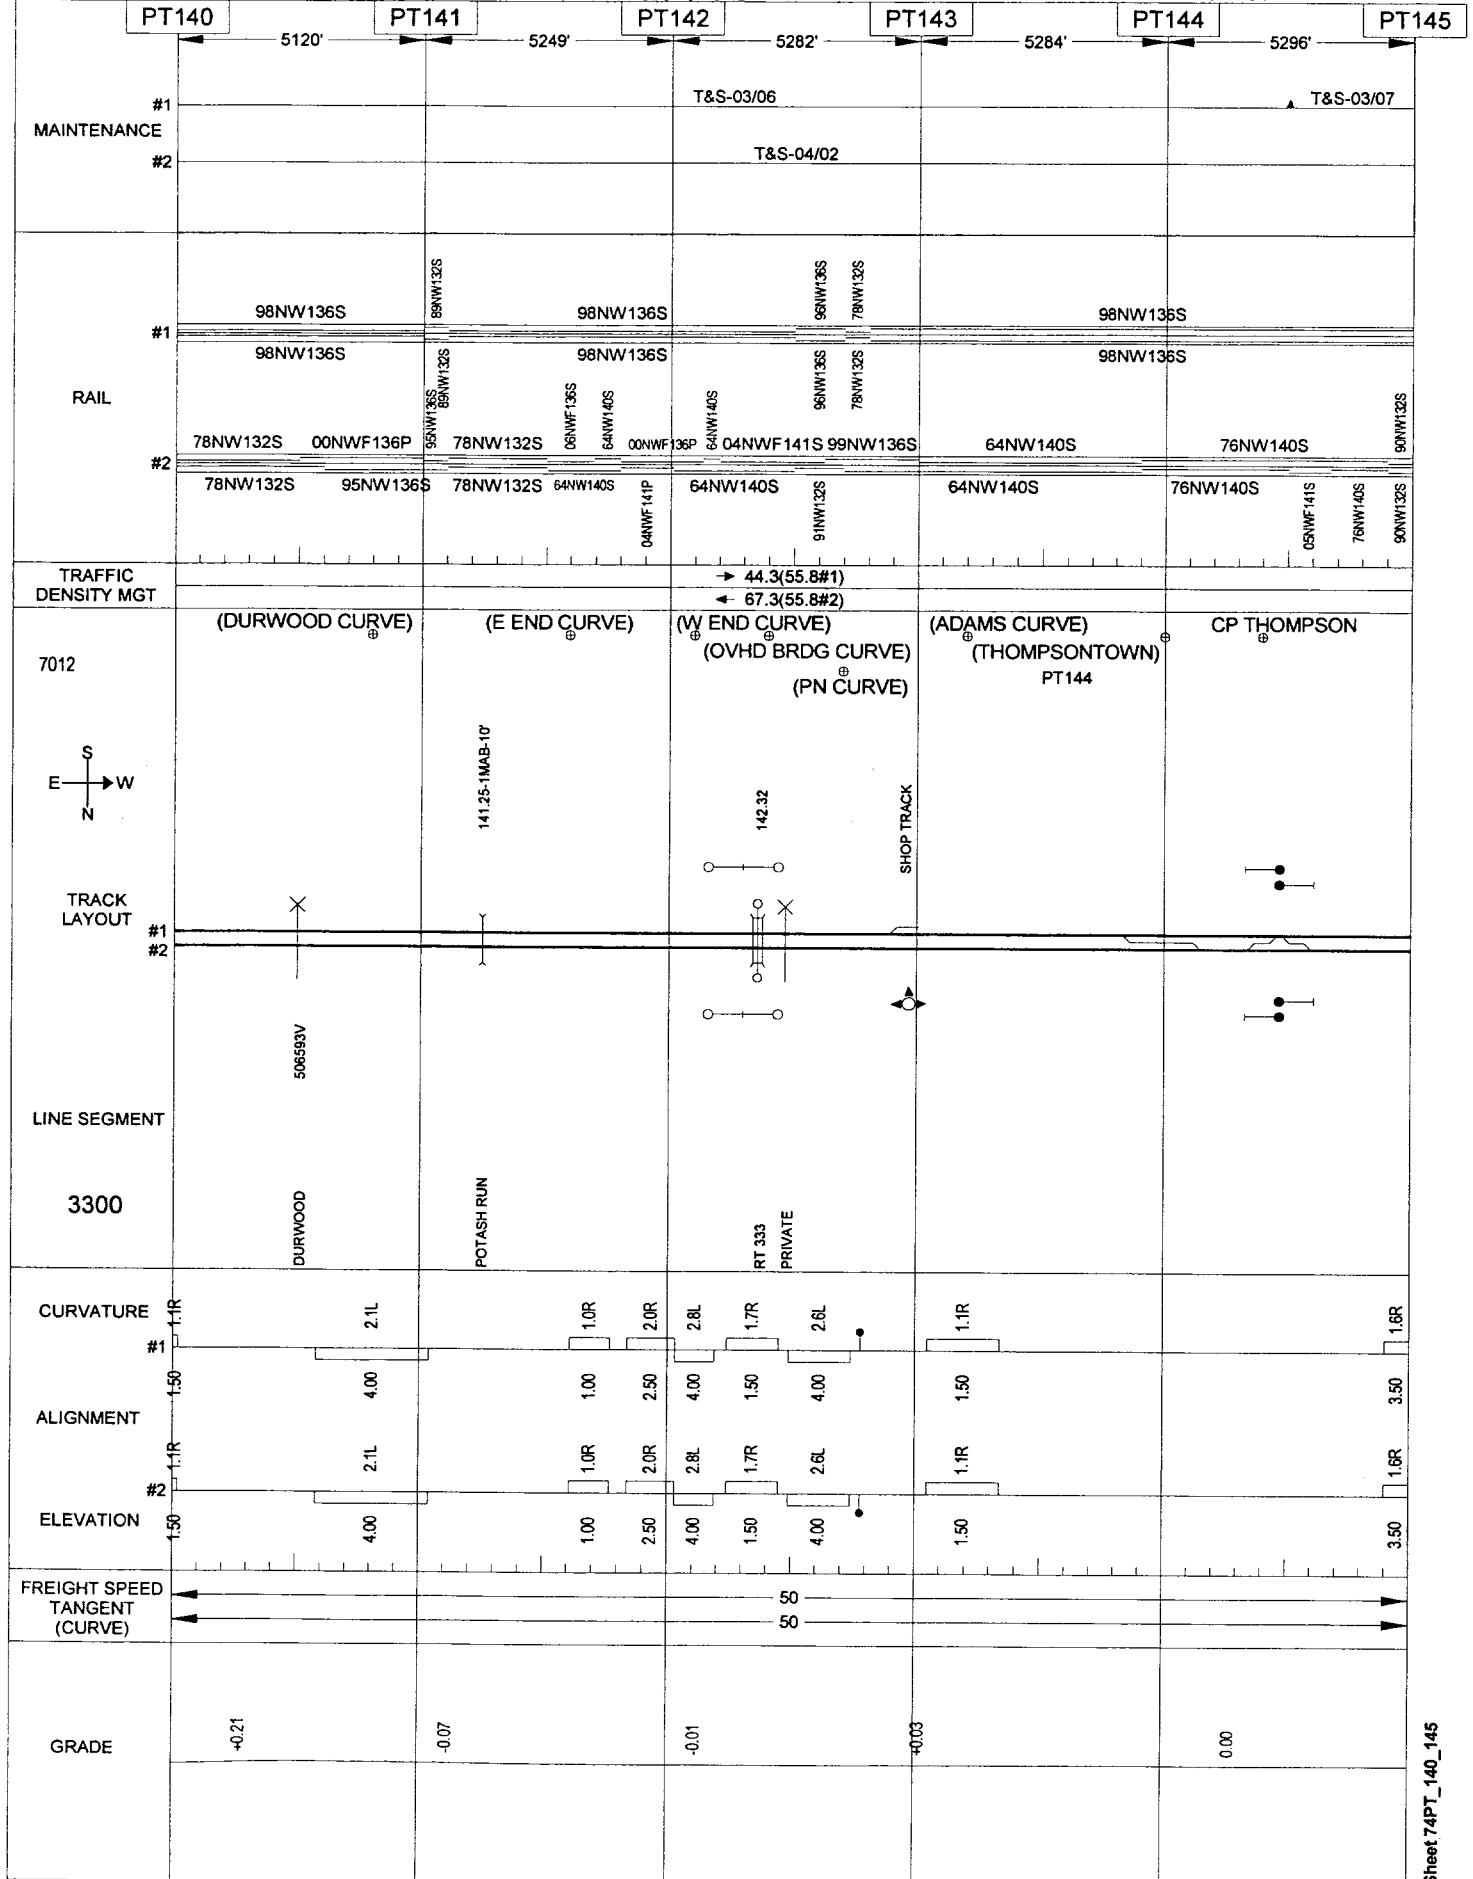 PT140 PT141 PT142 PT143 PT144 PT145
5120' 5249' 5282' 5284' 5296'
#1 T&S-03/06 T&S-03/07
MAINTENANCE
#2 T&S-04/02
89NW132S 96NW136S 78NW132S
98NW136S 98NW136S 98NW136S
#1
98NW136S 98NW136S 98NW136S
RAIL
95NW136S 89NW132S 06NWF136S 64NW140S 64NW140S 96NW136S 78NW132S 90NW132S
78NW132S 00NWF136P 78NW132S 00NWF136P 04NWF141S 99NW136S 64NW140S 76NW140S
#2
78NW132S 95NW136S 78NW132S 64NW140S 64NW140S 64NW140S 76NW140S
04NWF141P 91NW132S 05NWF141S 76NW140S 90NW132S
TRAFFIC
DENSITY MGT
44.3(55.8#1)
67.3(55.8#2)
(DURWOOD CURVE) (E END CURVE) (W END CURVE) (ADAMS CURVE) CP THOMPSON
(OVHD BRDG CURVE) (THOMPSONTOWN)
7012
(PN CURVE) PT144
S
E W
N
141.25-1MAB-10' 142.32 SHOP TRACK
TRACK
LAYOUT
#1
#2
506593V
LINE SEGMENT
3300
DURWOOD POTASH RUN RT 333 PRIVATE
CURVATURE
1.1R 2.1L 1.0R 2.0R 2.8L 1.7R 2.6L 1.1R 1.6R
#1
1.50 4.00 1.00 2.50 4.00 1.50 4.00 1.50 3.50
ALIGNMENT
1.1R 2.1L 1.0R 2.0R 2.8L 1.7R 2.6L 1.1R 1.6R
#2
ELEVATION
1.50 4.00 1.00 2.50 4.00 1.50 4.00 1.50 3.50
FREIGHT SPEED
TANGENT
(CURVE)
50
50
GRADE
+0.21 -0.07 -0.01 +0.03 0.00
Sheet 74PT_140_145